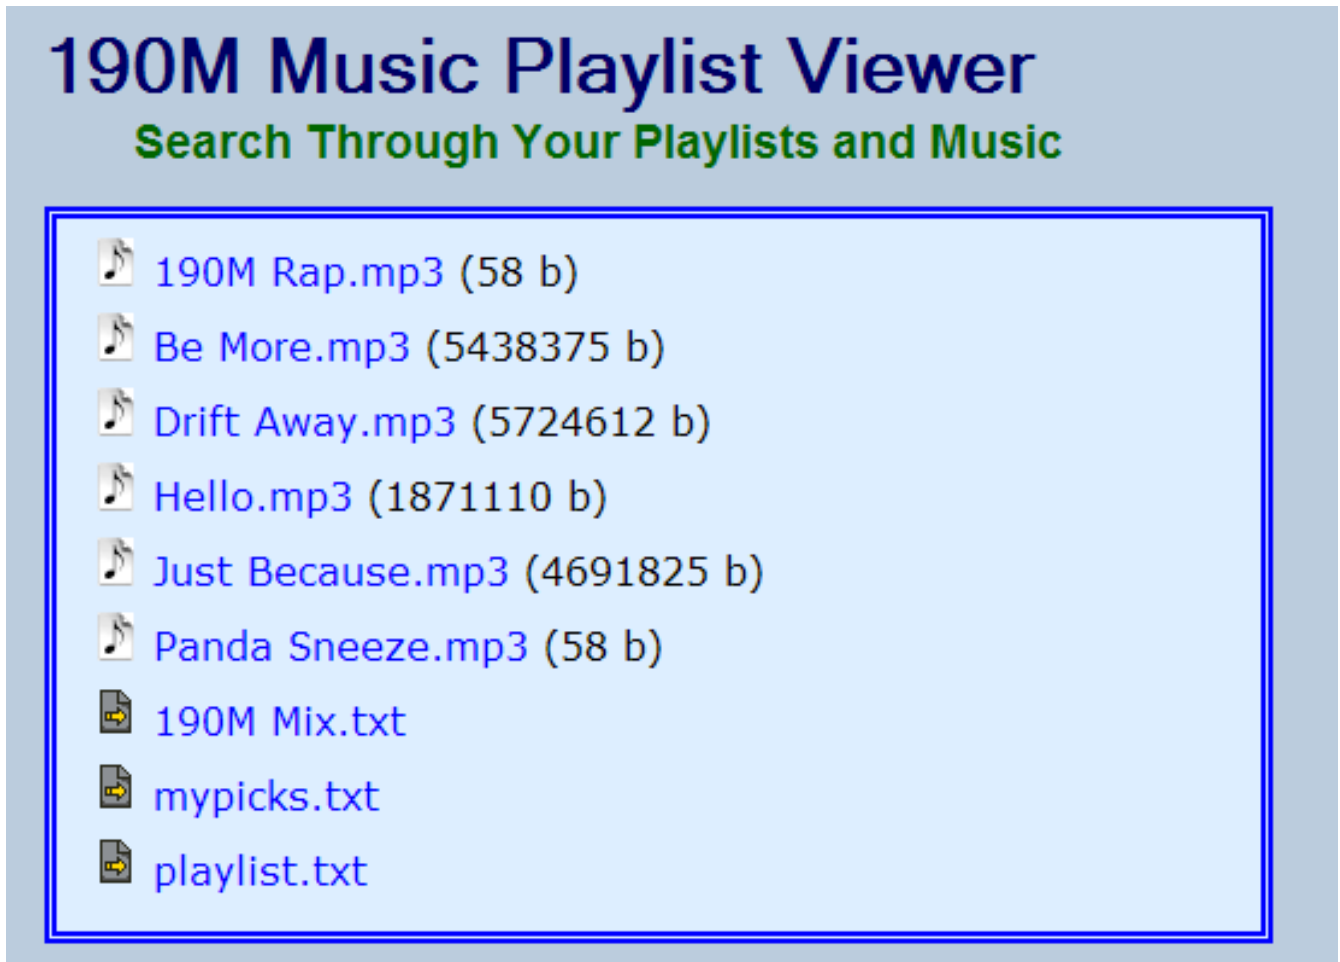 190M Music Playlist Viewer
Search Through Your Playlists and Music
190M Rap.mp3 (58 b)
Be More.mp3 (5438375 b)
Drift Away.mp3 (5724612 b)
Hello.mp3 (1871110 b)
Just Because.mp3 (4691825 b)
Panda Sneeze.mp3 (58 b)
190M Mix.txt
mypicks.txt
playlist.txt